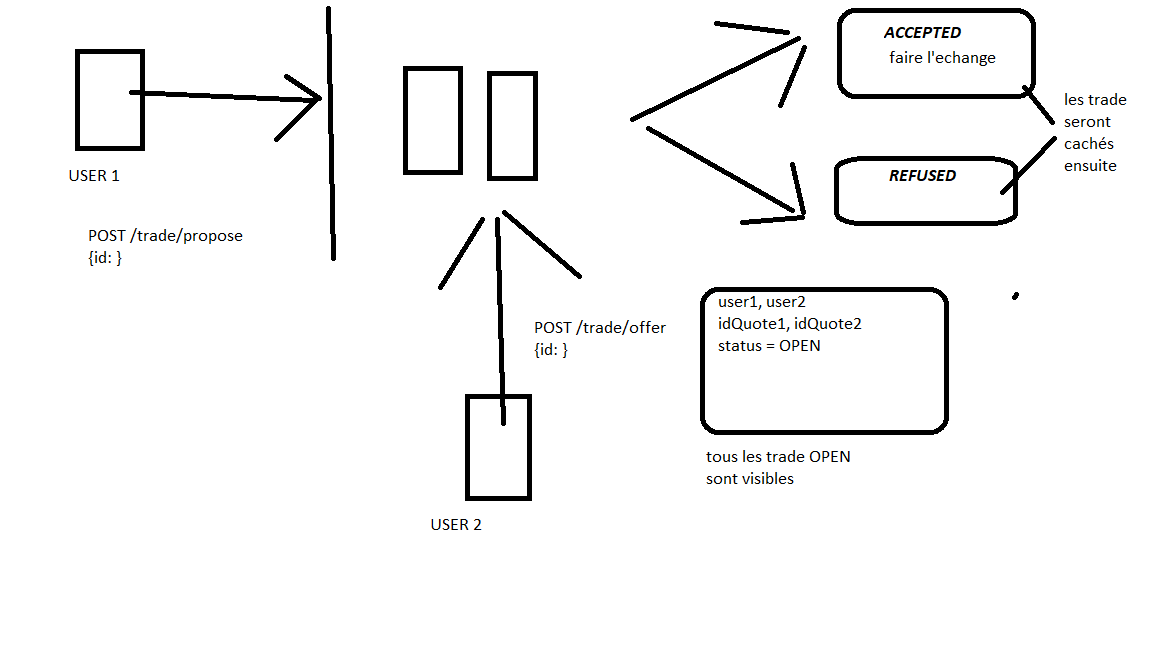 USER 1
POST /trade/propose
{id: }
ACCEPTED
faire l'echange
REFUSED
les trade
seront
cachés
ensuite
POST /trade/offer
{id: }
USER 2
user1, user2
idQuote1, idQuote2
status = OPEN
tous les trade OPEN
sont visibles